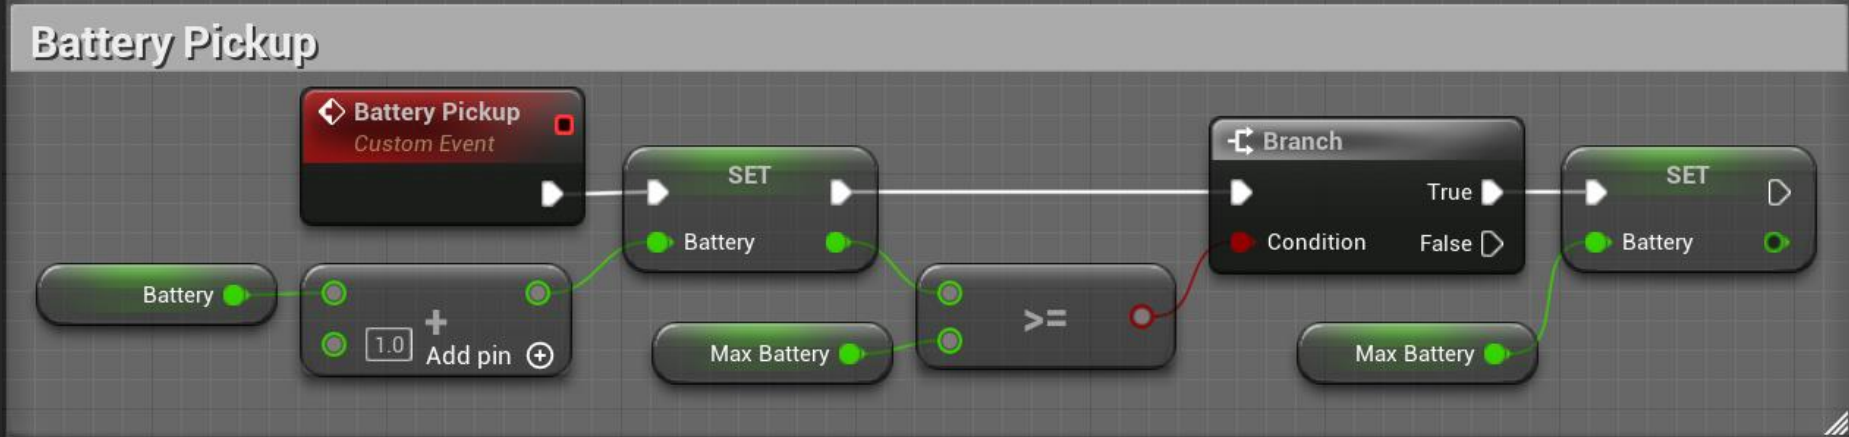 Battery Pickup
Battery Pickup
Custom Event
SET
Battery
Branch
True
Condition
False
SET
Battery
Battery
+
1.0
Add pin
Max Battery
>=
Max Battery